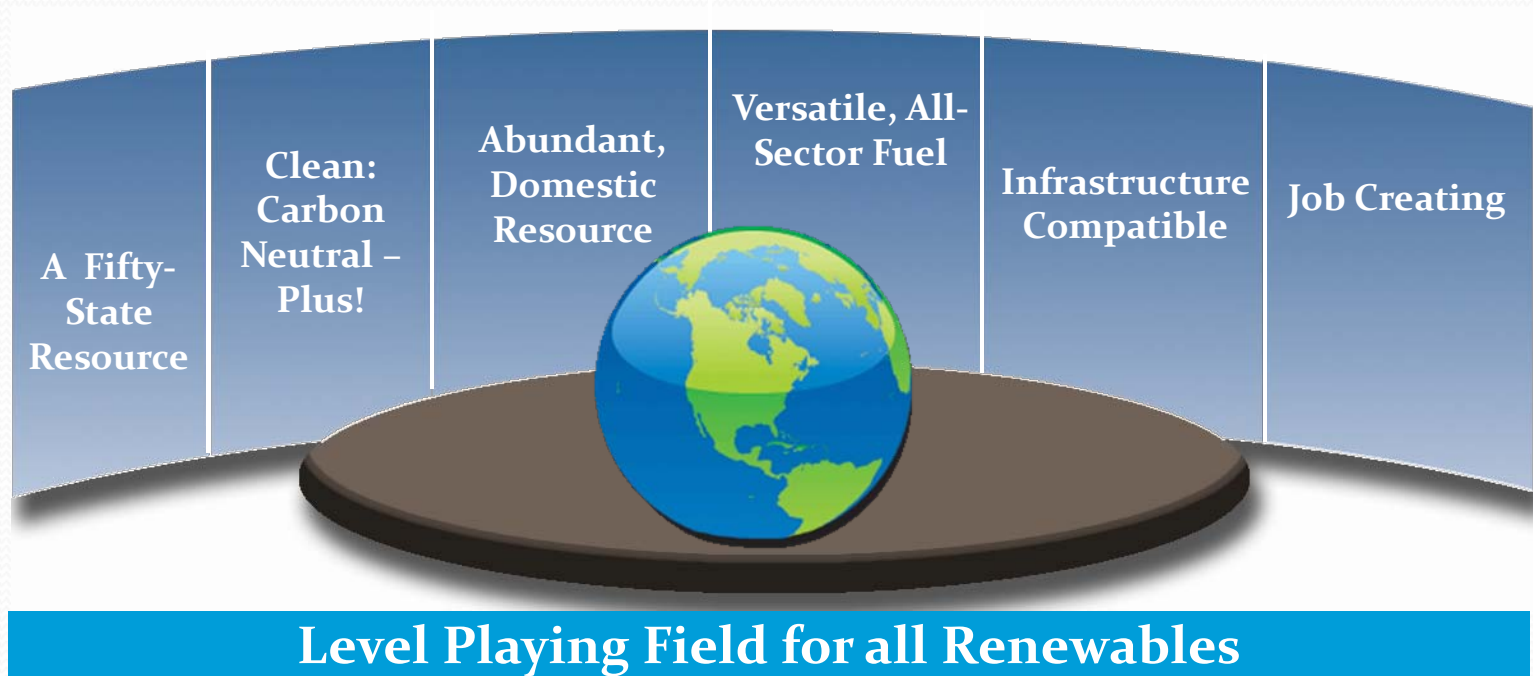 A Fifty-
State
Resource
Clean:
Carbon
Neutral –
Plus!
Abundant,
Domestic
Resource
Versatile, All-
Sector Fuel
Infrastructure
Compatible
Job Creating
Level Playing Field for all Renewables